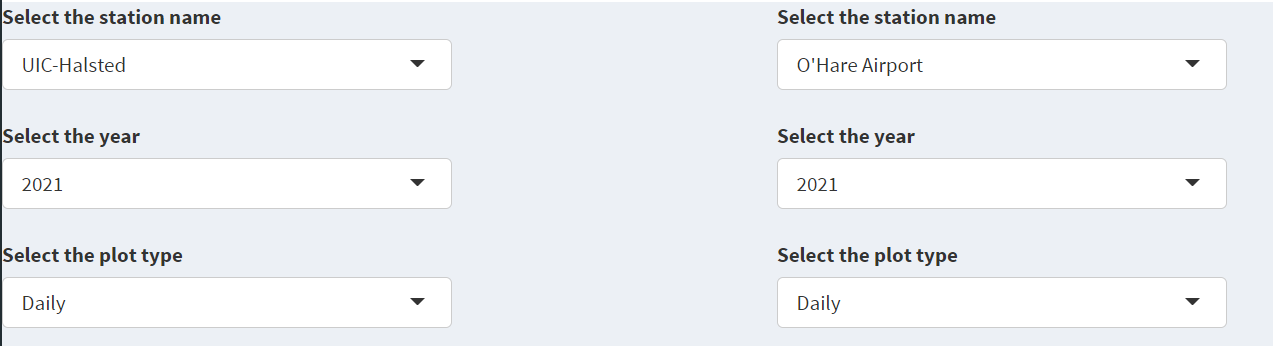 Select the station name
UIC-Halsted
Select the year
2021
Select the plot type
Daily
Select the station name
O'Hare Airport
Select the year
2021
Select the plot type
Daily